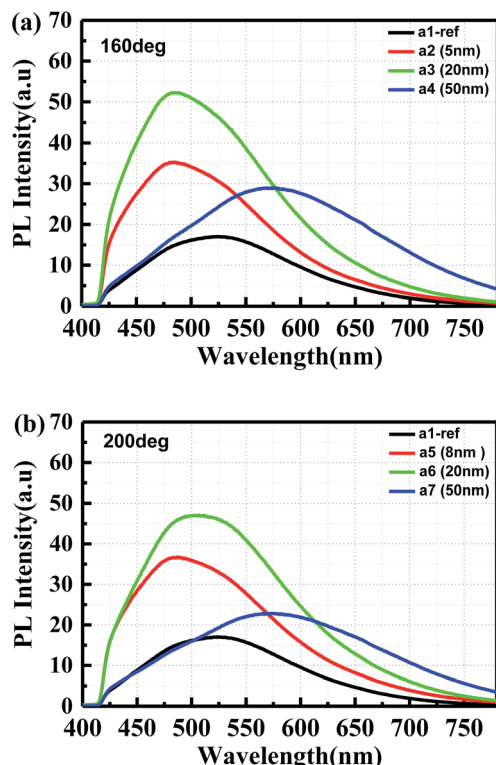 (a)
160deg
a1-ref
a2 (5nm)
a3 (20nm)
a4 (50nm)
PL Intensity(a.u)
70
60
50
40
30
20
10
0
400 450 500 550 600 650 700 750
Wavelength(nm)
(b)
200deg
a1-ref
a5 (8nm )
a6 (20nm)
a7 (50nm)
PL Intensity(a.u)
70
60
50
40
30
20
10
0
400 450 500 550 600 650 700 750
Wavelength(nm)